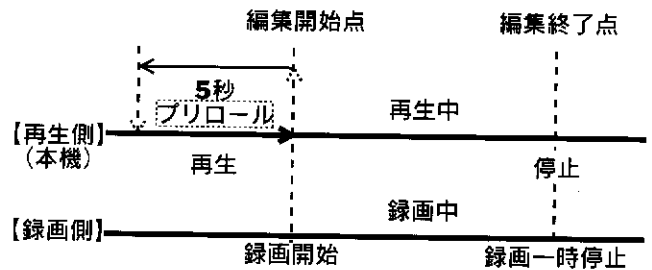 編集開始点
編集終了点
5秒
プリロール
再生中
【再生側】
（本機）
再生
停止
録画中
【録画側】
録画開始
録画一時停止